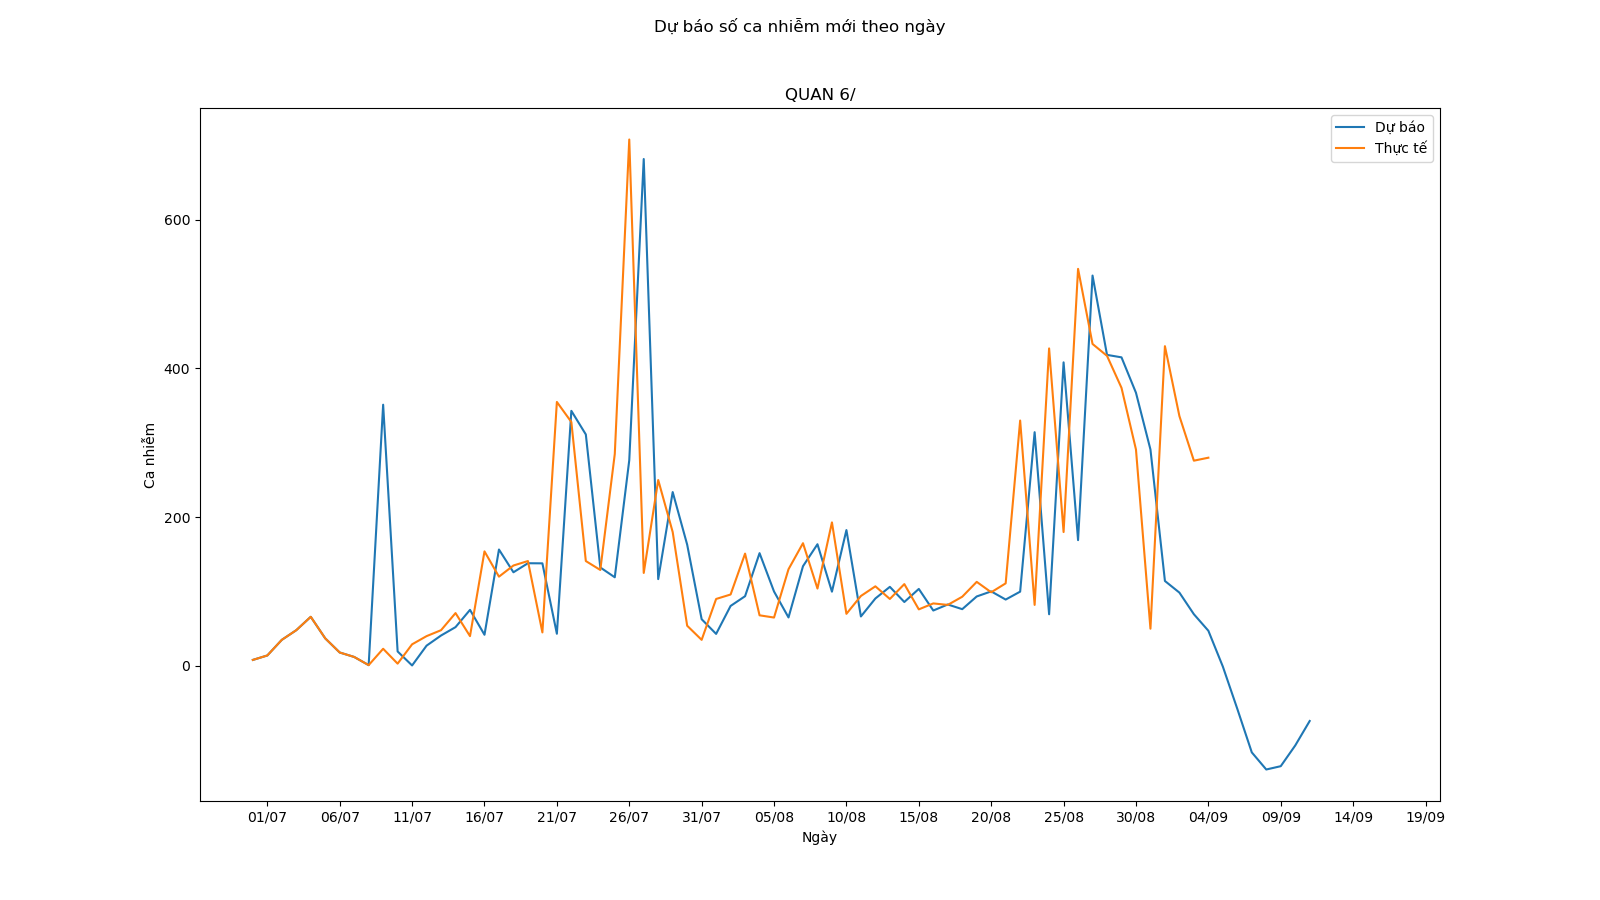 Dự báo số ca nhiễm mới theo ngày
QUAN 6/
Dự báo
Thực tế
600
400
200
0
Ca nhiễm
01/07 06/07 11/07 16/07 21/07 26/07 31/07 05/08 10/08 15/08 20/08 25/08 30/08 04/09 09/09 14/09 19/09
Ngày